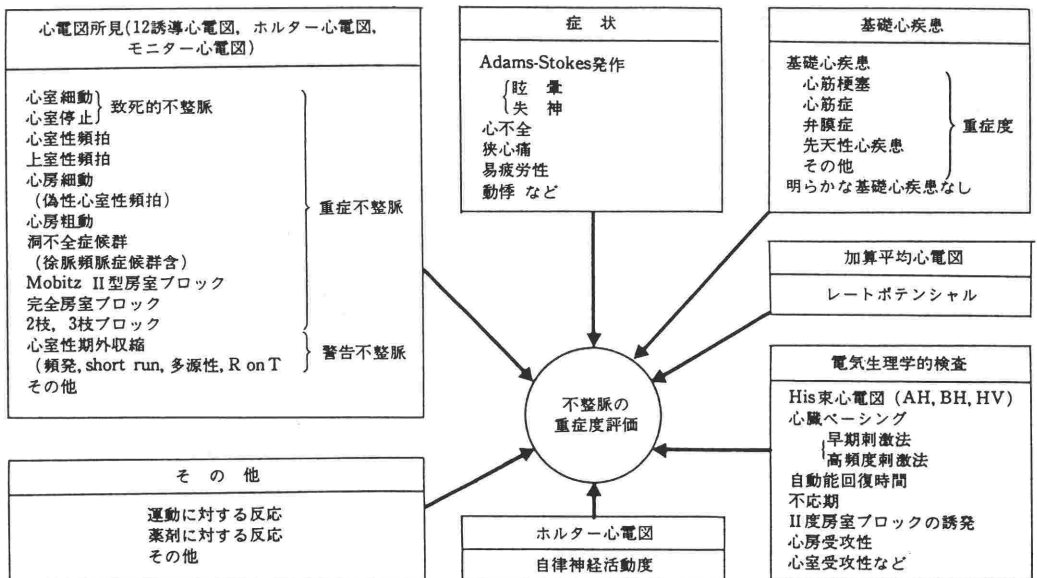 心電図所見(12誘導心電図, ホルター心電図,
モニター心電図)
心室細動
心室停止
致死的不整脈
心室性頻拍
上室性頻拍
心房細動
(偽性心室性頻拍)
心房粗動
洞不全症候群
(徐脈頻脈症候群含)
Mobitz II型房室ブロック
完全房室ブロック
2枝, 3枝ブロック
重症不整脈
心室性期外収縮
(頻発, short run, 多源性, R on T
警告不整脈
その他
症 状
Adams-Stokes発作
眩 暈
失 神
心不全
狭心痛
易疲労性
動悸 など
基礎心疾患
基礎心疾患
心筋梗塞
心筋症
弁膜症
先天性心疾患
その他
重症度
明らかな基礎心疾患なし
加算平均心電図
レートポテンシャル
不整脈の
重症度評価
電気生理学的検査
His束心電図 (AH, BH, HV)
心臓ペーシング
早期刺激法
高頻度刺激法
自動能回復時間
不応期
II度房室ブロックの誘発
心房受攻性
心室受攻性など
そ の 他
運動に対する反応
薬剤に対する反応
その他
ホルター心電図
自律神経活動度